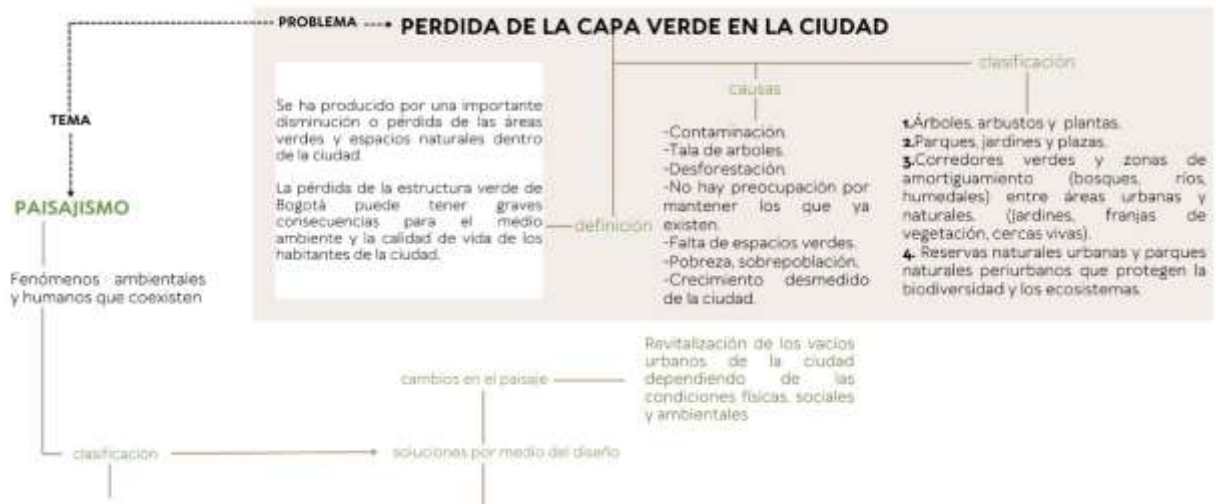 PROBLEMA
PERDIDA DE LA CAPA VERDE EN LA CIUDAD
TEMA
PAISAJISMO
Fenómenos ambientales
y humanos que coexisten
Se ha producido por una importante
disminución o pérdida de las áreas
verdes y espacios naturales dentro
de la ciudad.
La pérdida de la estructura verde de
Bogotá puede tener graves
consecuencias para el medio
ambiente y la calidad de vida de los
habitantes de la ciudad.
definición
causas
-Contaminación.
-Tala de arboles.
-Desforestación.
-No hay preocupación por
mantener los que ya
existen.
-Falta de espacios verdes.
-Pobreza, sobrepoblación.
-Crecimiento desmedido
de la ciudad.
clasificación
1.Árboles, arbustos y plantas.
2.Parques, jardines y plazas.
3.Corredores verdes y zonas de
amortiguamiento (bosques, ríos,
humedales) entre áreas urbanas y
naturales. (jardines, franjas de
vegetación, cercas vivas).
4. Reservas naturales urbanas y parques
naturales periurbanos que protegen la
biodiversidad y los ecosistemas.
cambios en el paisaje
Revitalización de los vacíos
urbanos de la ciudad
dependiendo de las
condiciones físicas, sociales
y ambientales
clasificación
soluciones por medio del diseño